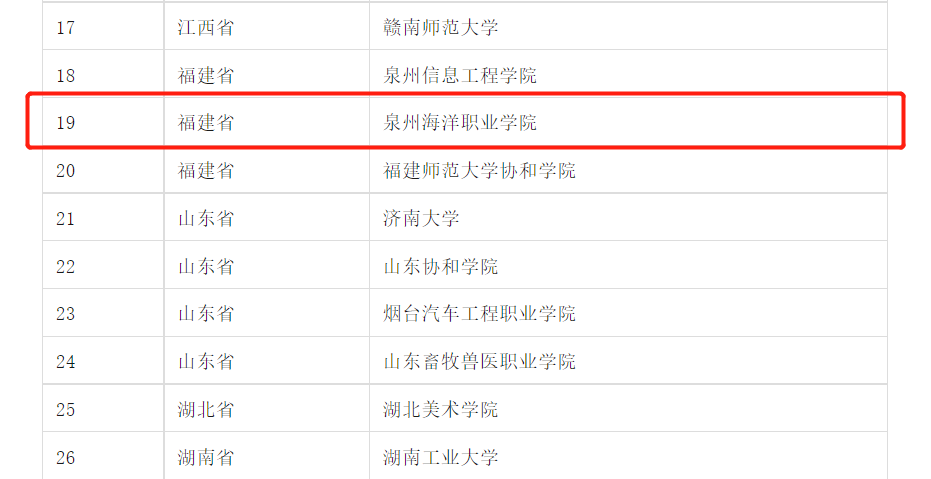 17 江西省 赣南师范大学
18 福建省 泉州信息工程学院
19 福建省 泉州海洋职业学院
20 福建省 福建师范大学协和学院
21 山东省 济南大学
22 山东省 山东协和学院
23 山东省 烟台汽车工程职业学院
24 山东省 山东畜牧兽医职业学院
25 湖北省 湖北美术学院
26 湖南省 湖南工业大学